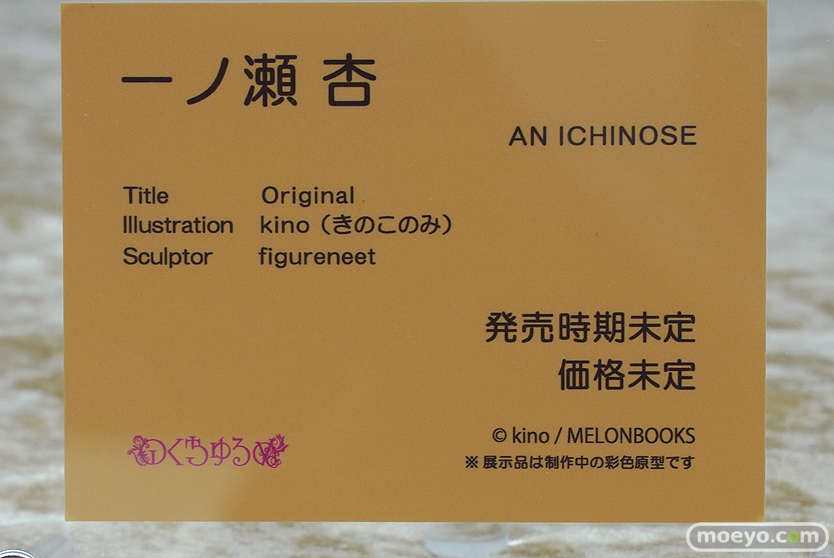 一ノ瀬 杏
AN ICHINOSE
Title Original
Illustration kino（きのこのみ）
Sculptor figureneet
発売時期未定
価格未定
© kino / MELONBOOKS
※展示品は制作中の彩色原型です
moeyo.com